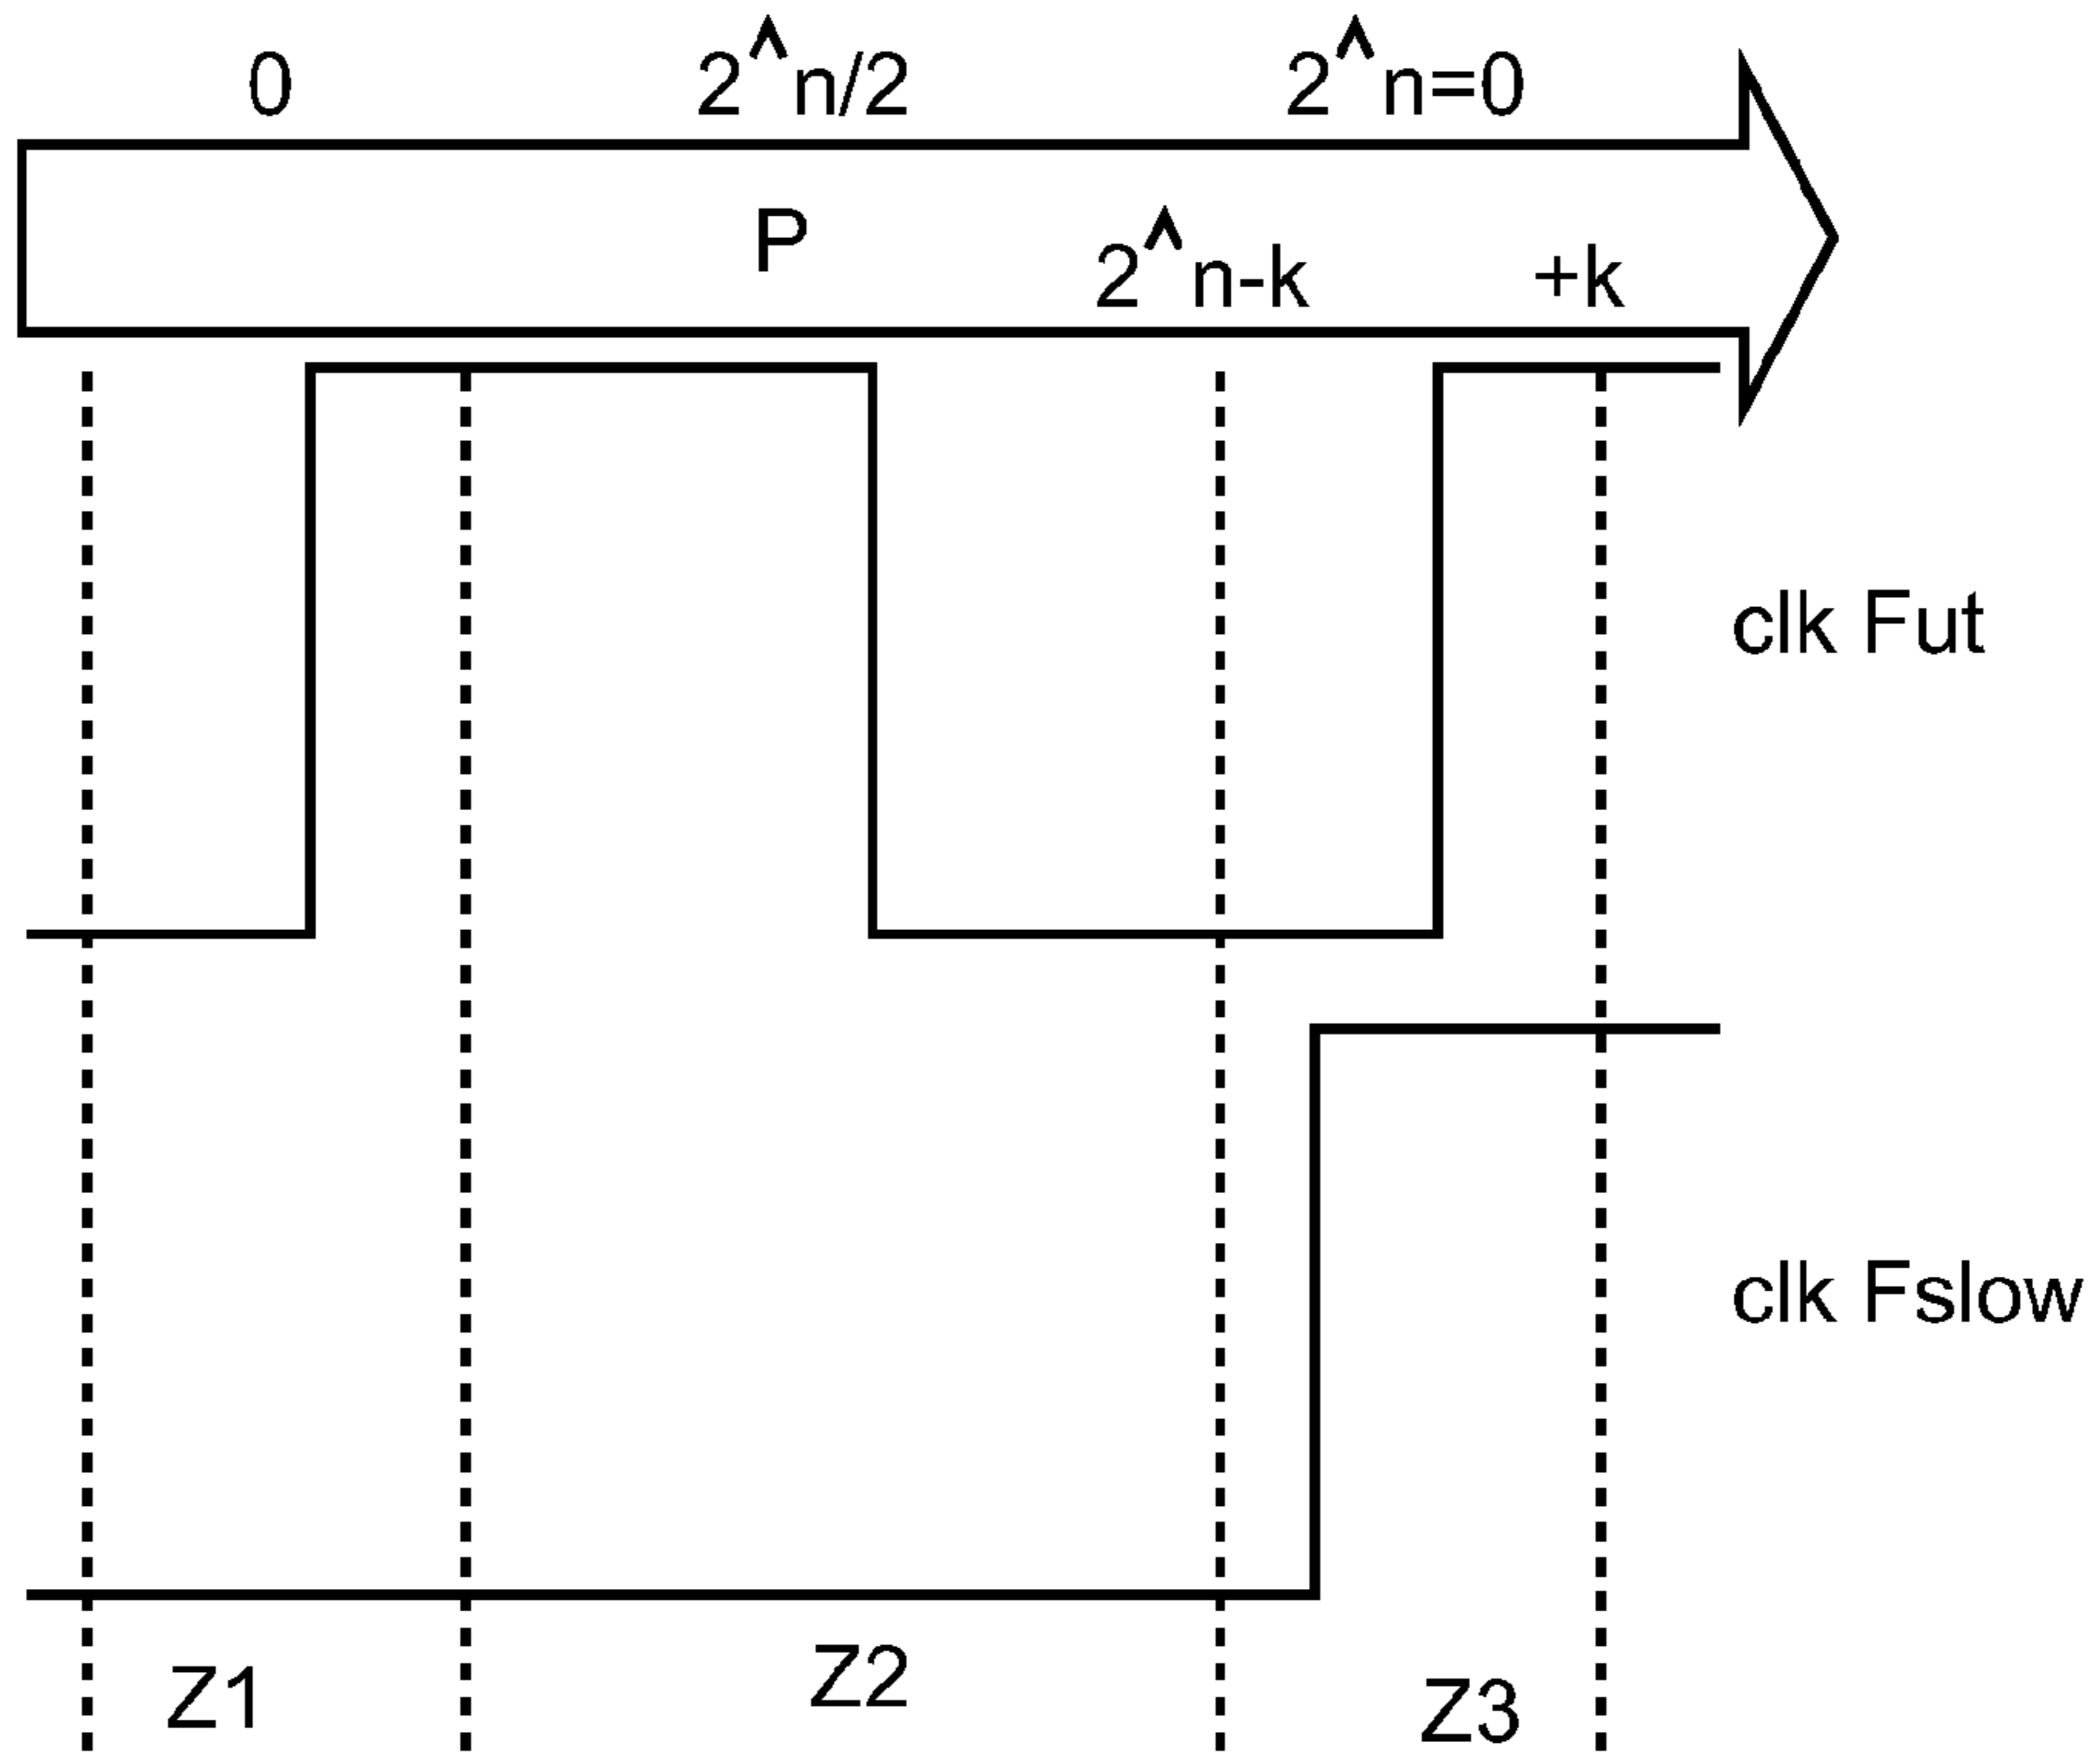 0 2^n/2 2^n=0
P
2^n-k +k
clk Fut
clk Fslow
Z1 Z2 Z3